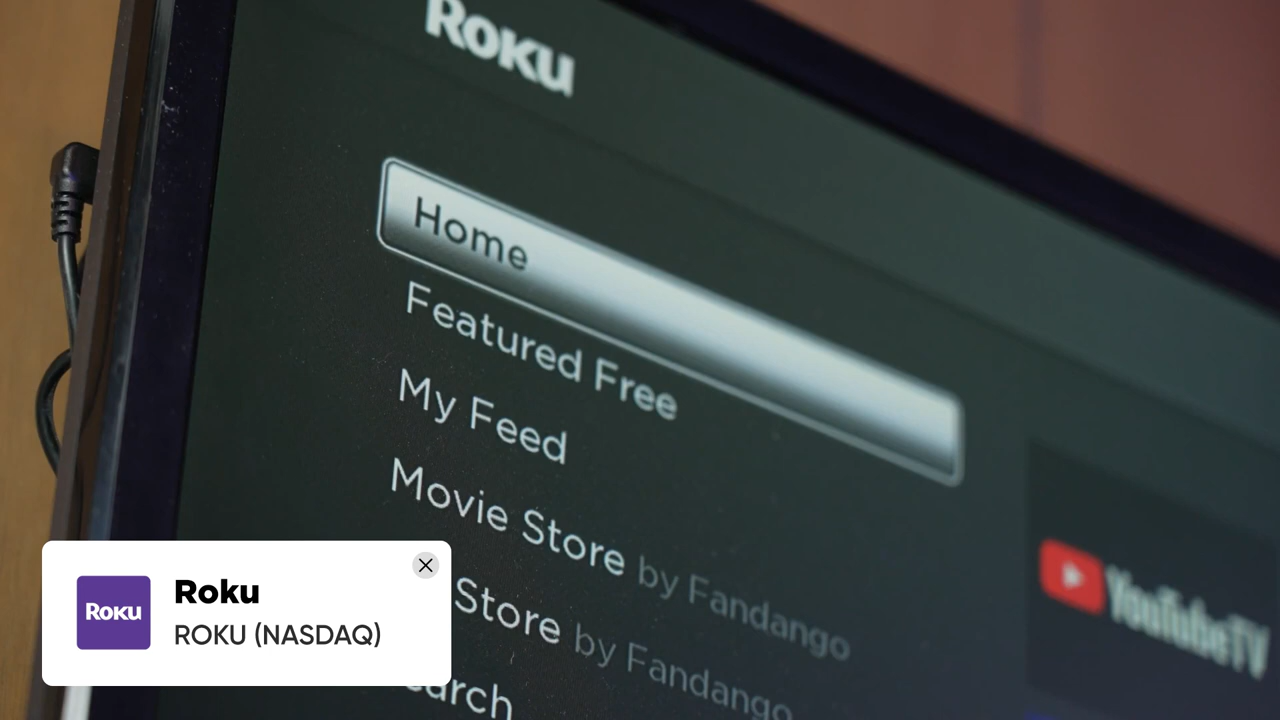 Roku
Home
Featured Free
My Feed
Movie Store by Fandango
Store by Fandango
YouTubeTV
Roku
Roku
ROKU (NASDAQ)